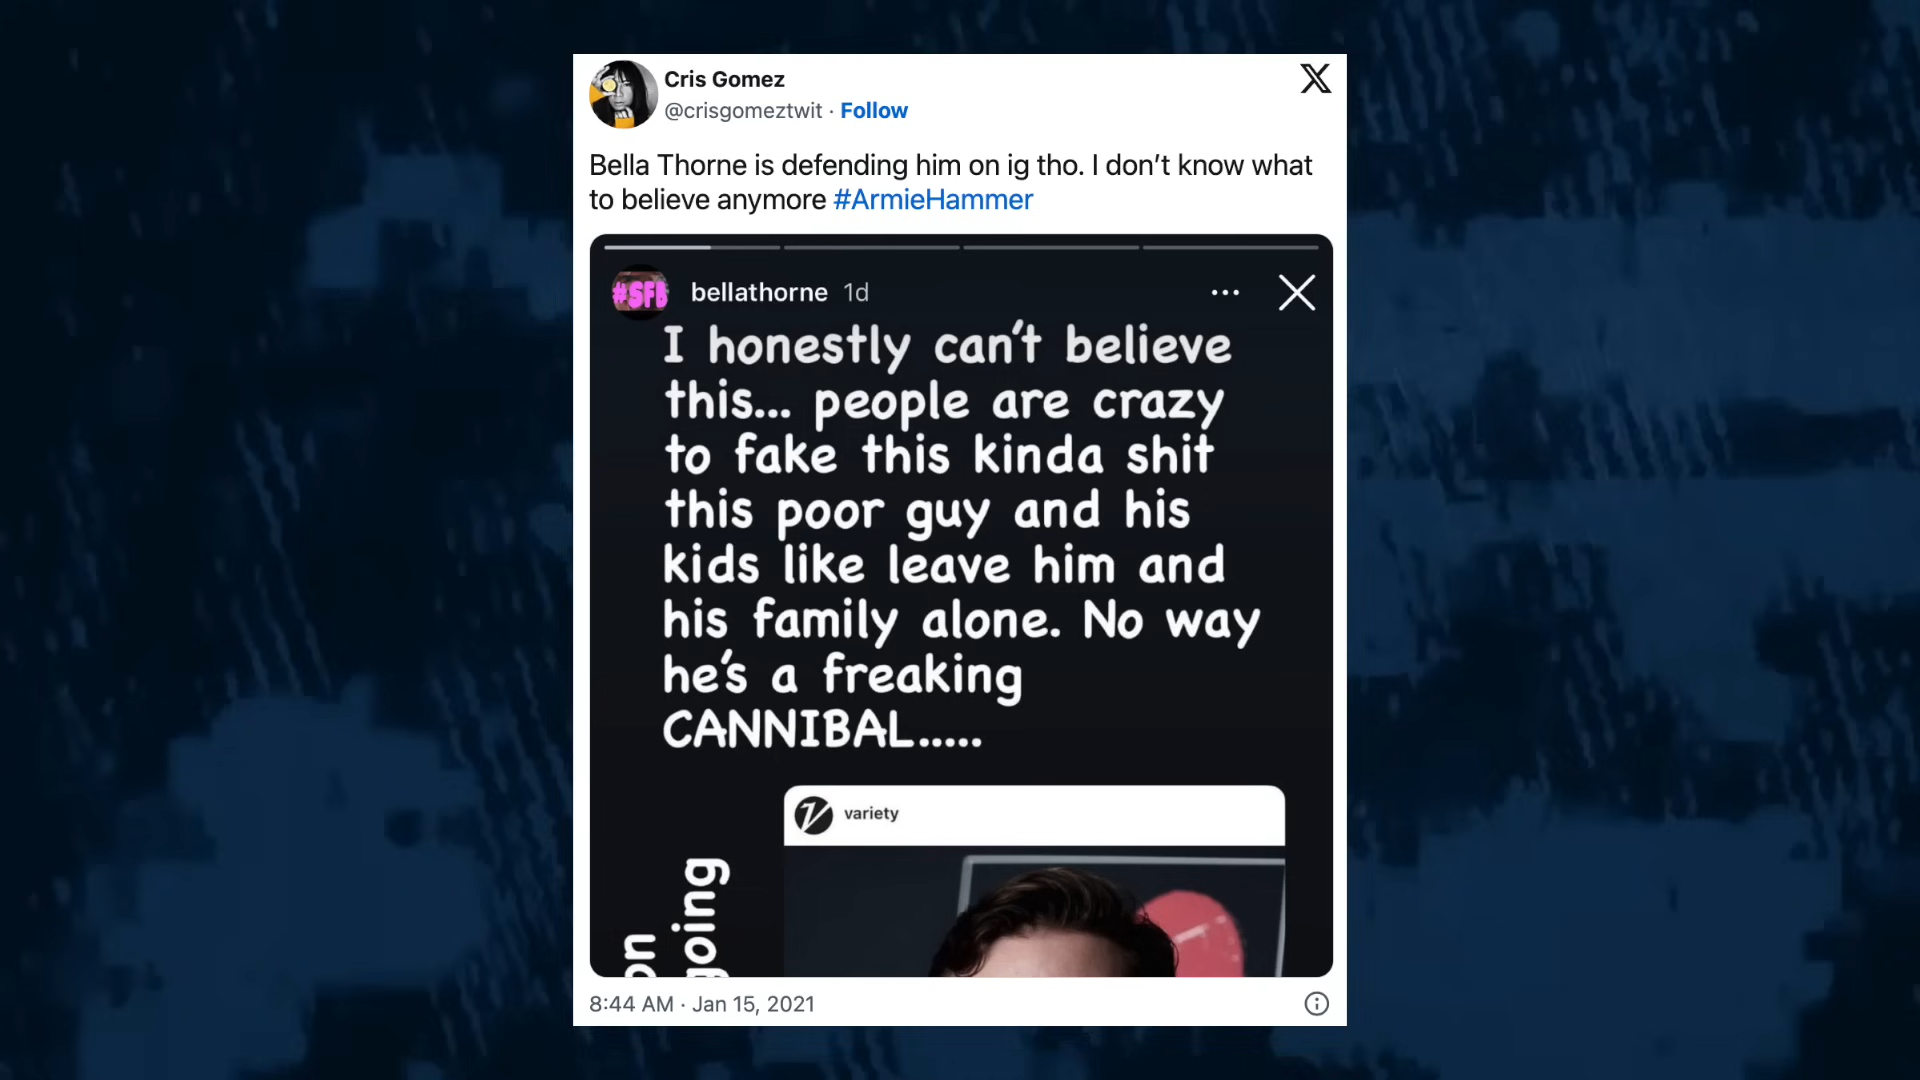 Cris Gomez
@crisgomeztwit · Follow
Bella Thorne is defending him on ig tho. I don't know what
to believe anymore #ArmieHammer
#SFB
bellathorne 1d
I honestly can't believe
this... people are crazy
to fake this kinda shit
this poor guy and his
kids like leave him and
his family alone. No way
he's a freaking
CANNIBAL.....
variety
going
8:44 AM · Jan 15, 2021